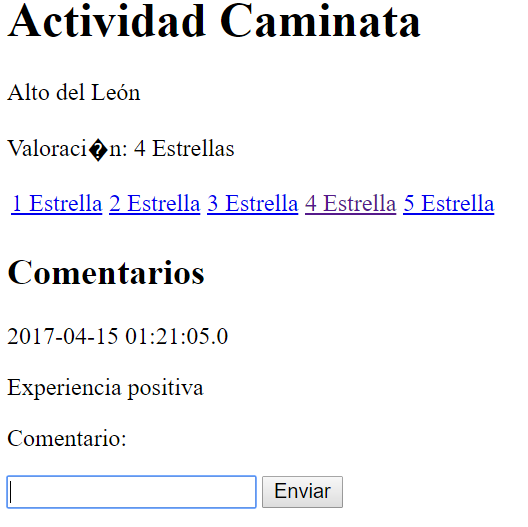 Actividad Caminata
Alto del León
Valoraci�n: 4 Estrellas
1 Estrella 2 Estrella 3 Estrella 4 Estrella 5 Estrella
Comentarios
2017-04-15 01:21:05.0
Experiencia positiva
Comentario:
Enviar